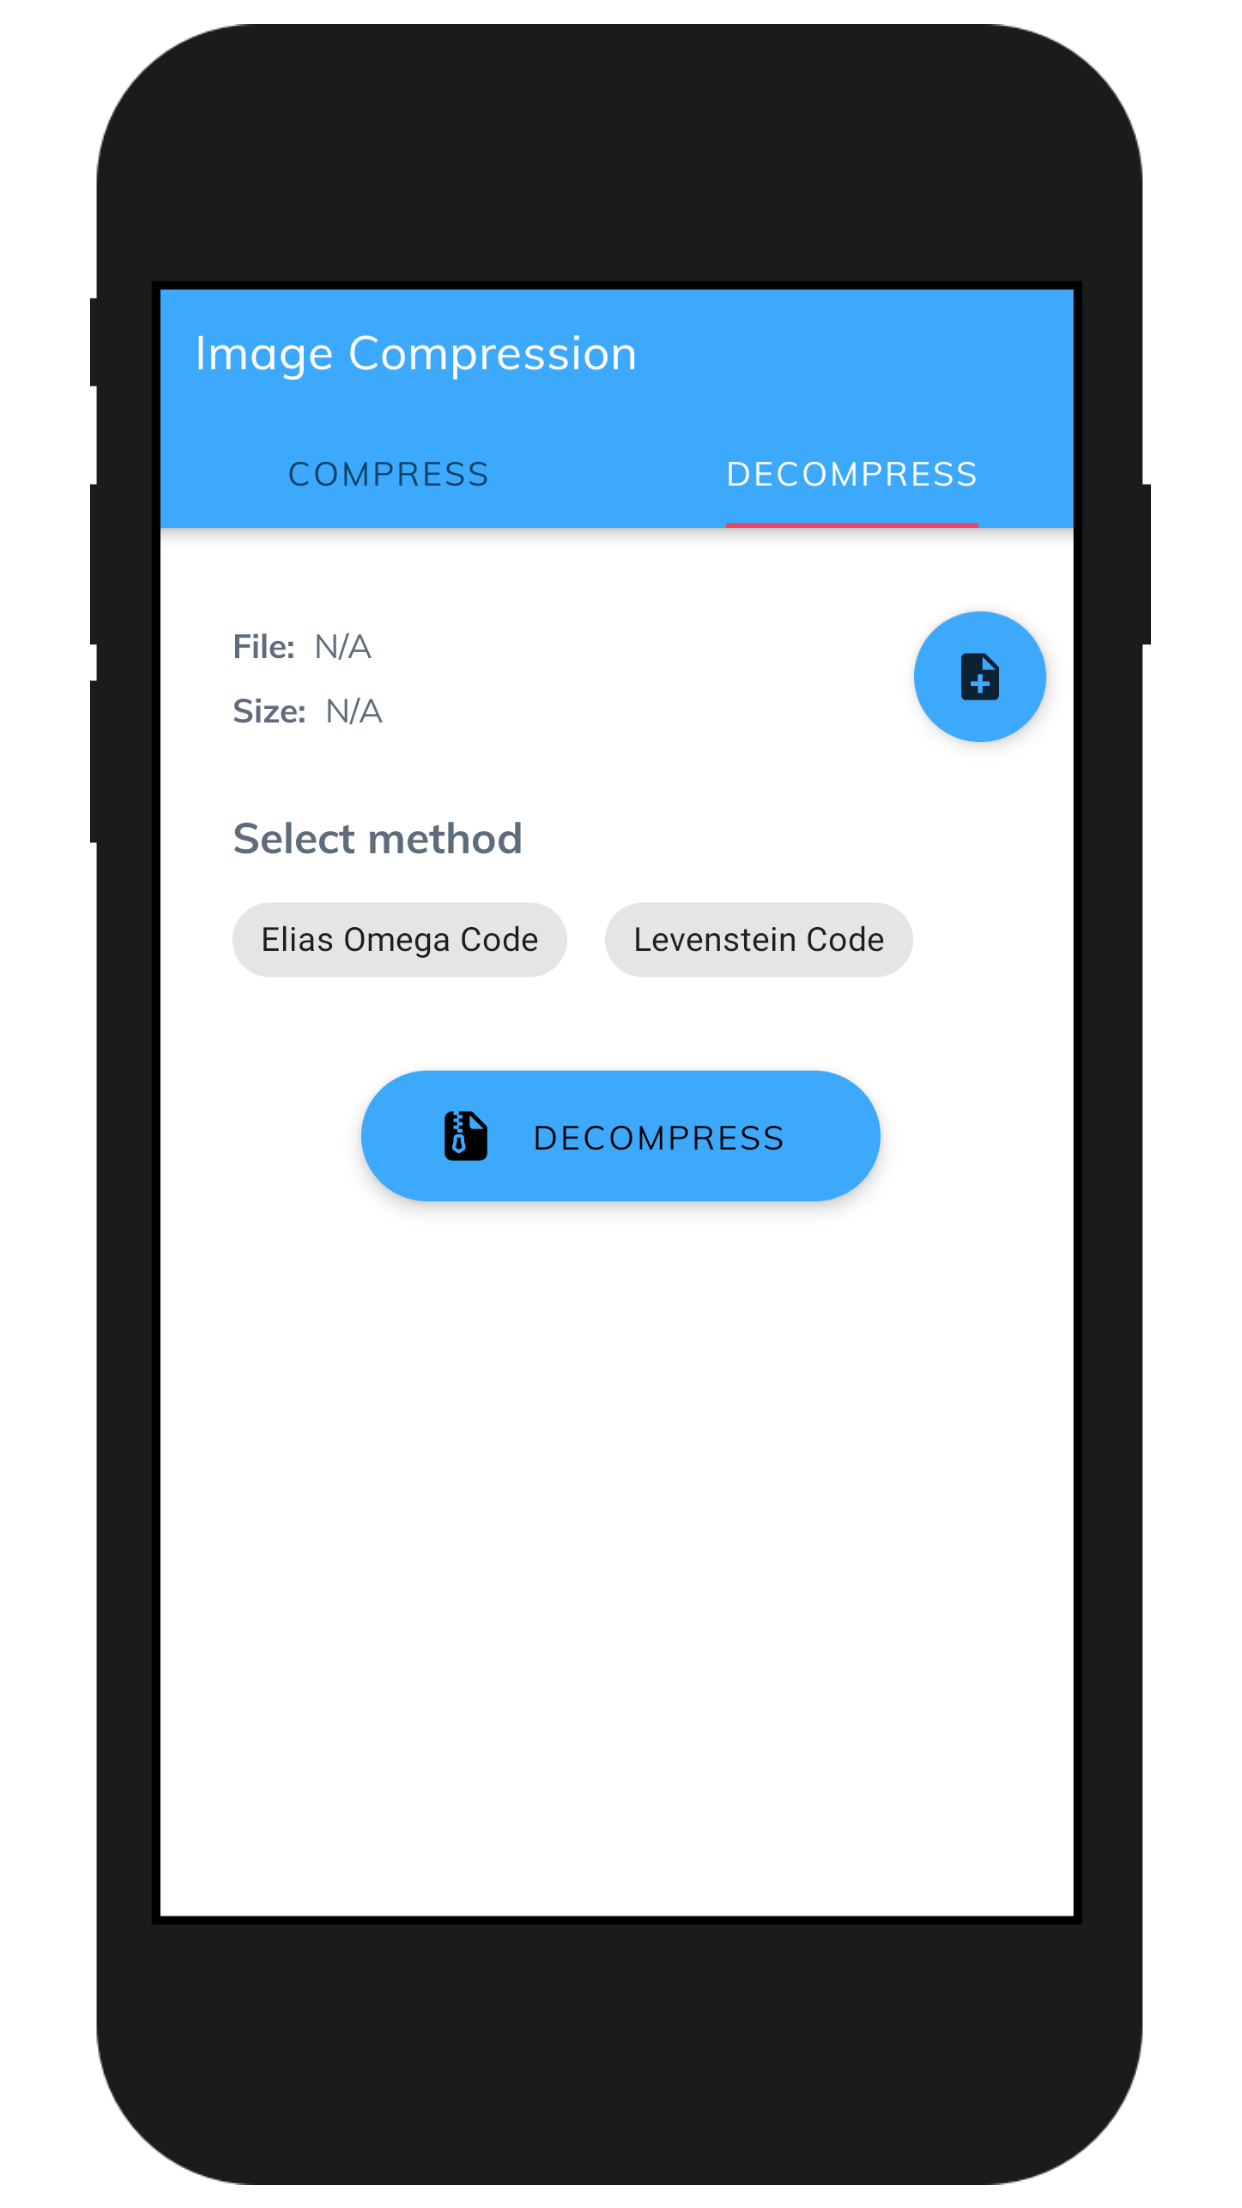 Image Compression
COMPRESS DECOMPRESS
File: N/A
Size: N/A
Select method
Elias Omega Code Levenstein Code
DECOMPRESS